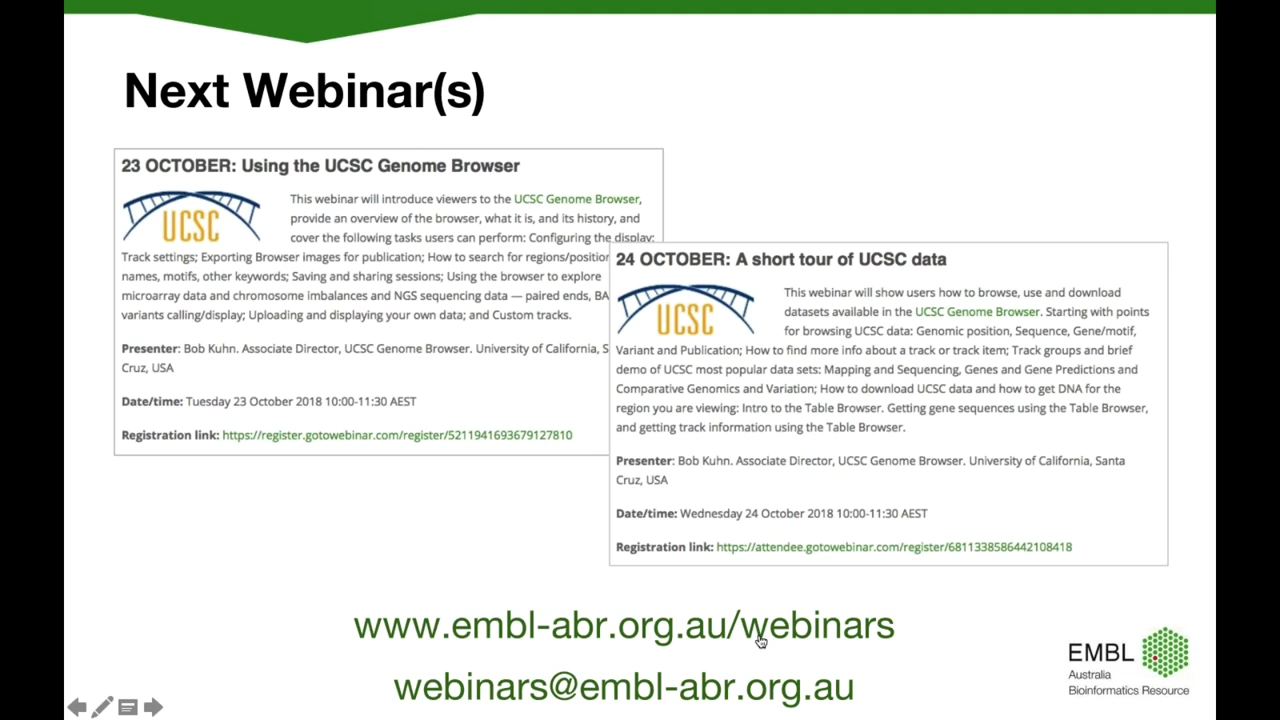 Next Webinar(s)
23 OCTOBER: Using the UCSC Genome Browser
UCSC
This webinar will introduce viewers to the UCSC Genome Browser,
provide an overview of the browser, what it is, and its history, and
cover the following tasks users can perform: Configuring the display:
Track settings; Exporting Browser images for publication; How to search for regions/position
names, motifs, other keywords; Saving and sharing sessions; Using the browser to explore
microarray data and chromosome imbalances and NGS sequencing data — paired ends, BA
variants calling/display; Uploading and displaying your own data; and Custom tracks.
Presenter: Bob Kuhn. Associate Director, UCSC Genome Browser. University of California, S
Cruz, USA
Date/time: Tuesday 23 October 2018 10:00-11:30 AEST
Registration link: https://register.gotowebinar.com/register/5211941693679127810
24 OCTOBER: A short tour of UCSC data
UCSC
This webinar will show users how to browse, use and download
datasets available in the UCSC Genome Browser. Starting with points
for browsing UCSC data: Genomic position, Sequence, Gene/motif,
Variant and Publication; How to find more info about a track or track item; Track groups and brief
demo of UCSC most popular data sets: Mapping and Sequencing, Genes and Gene Predictions and
Comparative Genomics and Variation; How to download UCSC data and how to get DNA for the
region you are viewing: Intro to the Table Browser. Getting gene sequences using the Table Browser,
and getting track information using the Table Browser.
Presenter: Bob Kuhn. Associate Director, UCSC Genome Browser. University of California, Santa
Cruz, USA
Date/time: Wednesday 24 October 2018 10:00-11:30 AEST
Registration link: https://attendee.gotowebinar.com/register/6811338586442108418
www.embl-abr.org.au/webinars
webinars@embl-abr.org.au
EMBL
Australia
Bioinformatics Resource